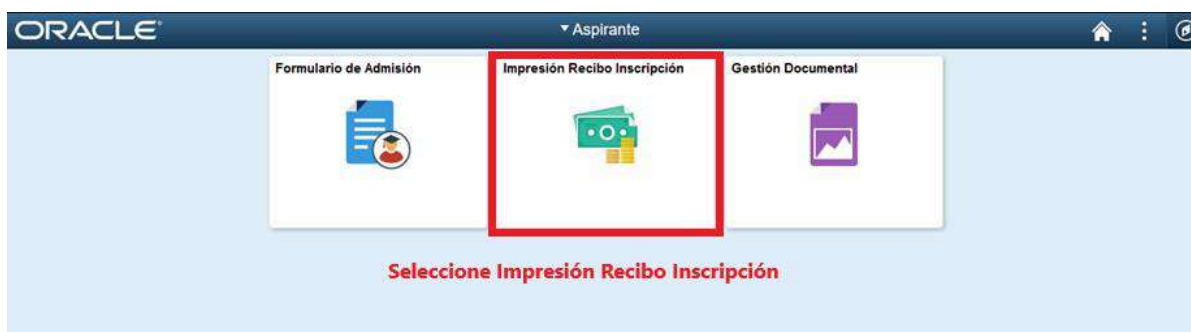 ORACLE
Aspirante
Formulario de Admisión
Impresión Recibo Inscripción
Gestión Documental
Seleccione Impresión Recibo Inscripción